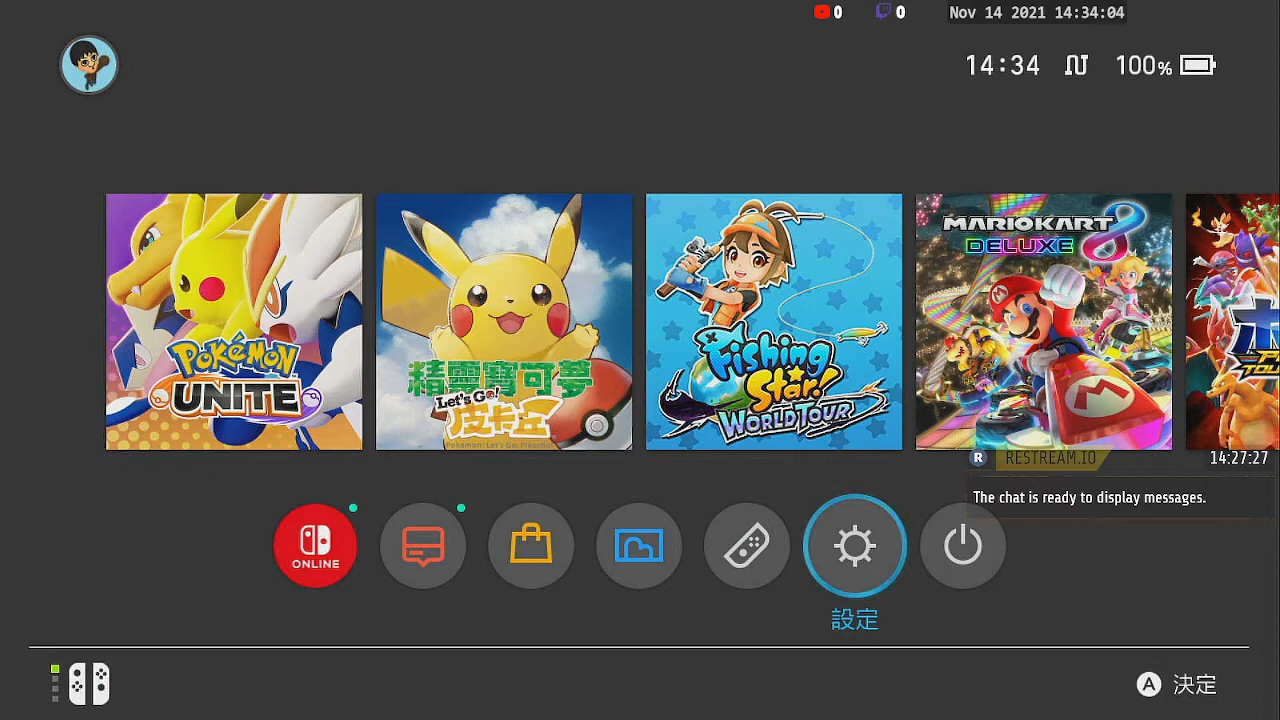 0
0
Nov 14 2021 14:34:04
14:34
100%
POKéMON
UNITE
精靈寶可夢
Let's Go!
皮卡丘
Pokémon: Let's Go, Pikachu
Fishing
Star!
WORLD TOUR
MARIOKART
8
DELUXE
R RESTREAM.IO
14:27:27
The chat is ready to display messages.
ONLINE
設定
A 決定